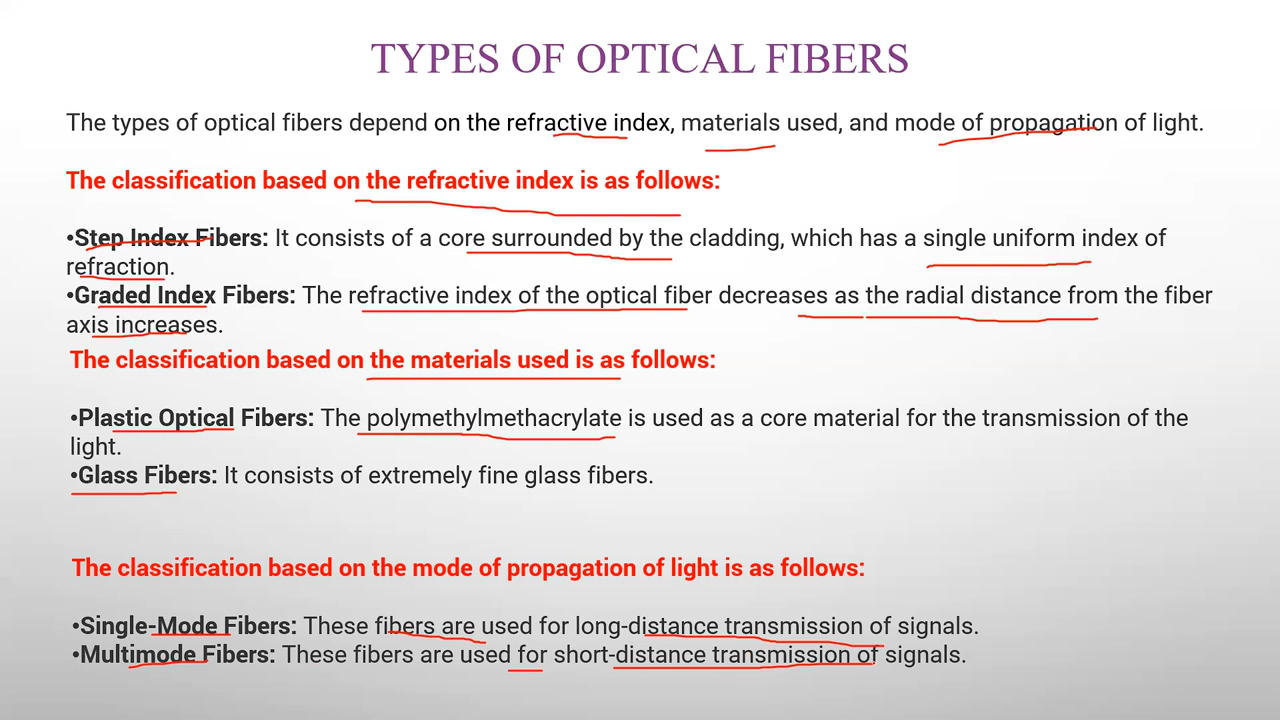 TYPES OF OPTICAL FIBERS
The types of optical fibers depend on the refractive index, materials used, and mode of propagation of light.
The classification based on the refractive index is as follows:
•Step Index Fibers: It consists of a core surrounded by the cladding, which has a single uniform index of
refraction.
•Graded Index Fibers: The refractive index of the optical fiber decreases as the radial distance from the fiber
axis increases.
The classification based on the materials used is as follows:
•Plastic Optical Fibers: The polymethylmethacrylate is used as a core material for the transmission of the
light.
•Glass Fibers: It consists of extremely fine glass fibers.
The classification based on the mode of propagation of light is as follows:
•Single-Mode Fibers: These fibers are used for long-distance transmission of signals.
•Multimode Fibers: These fibers are used for short-distance transmission of signals.